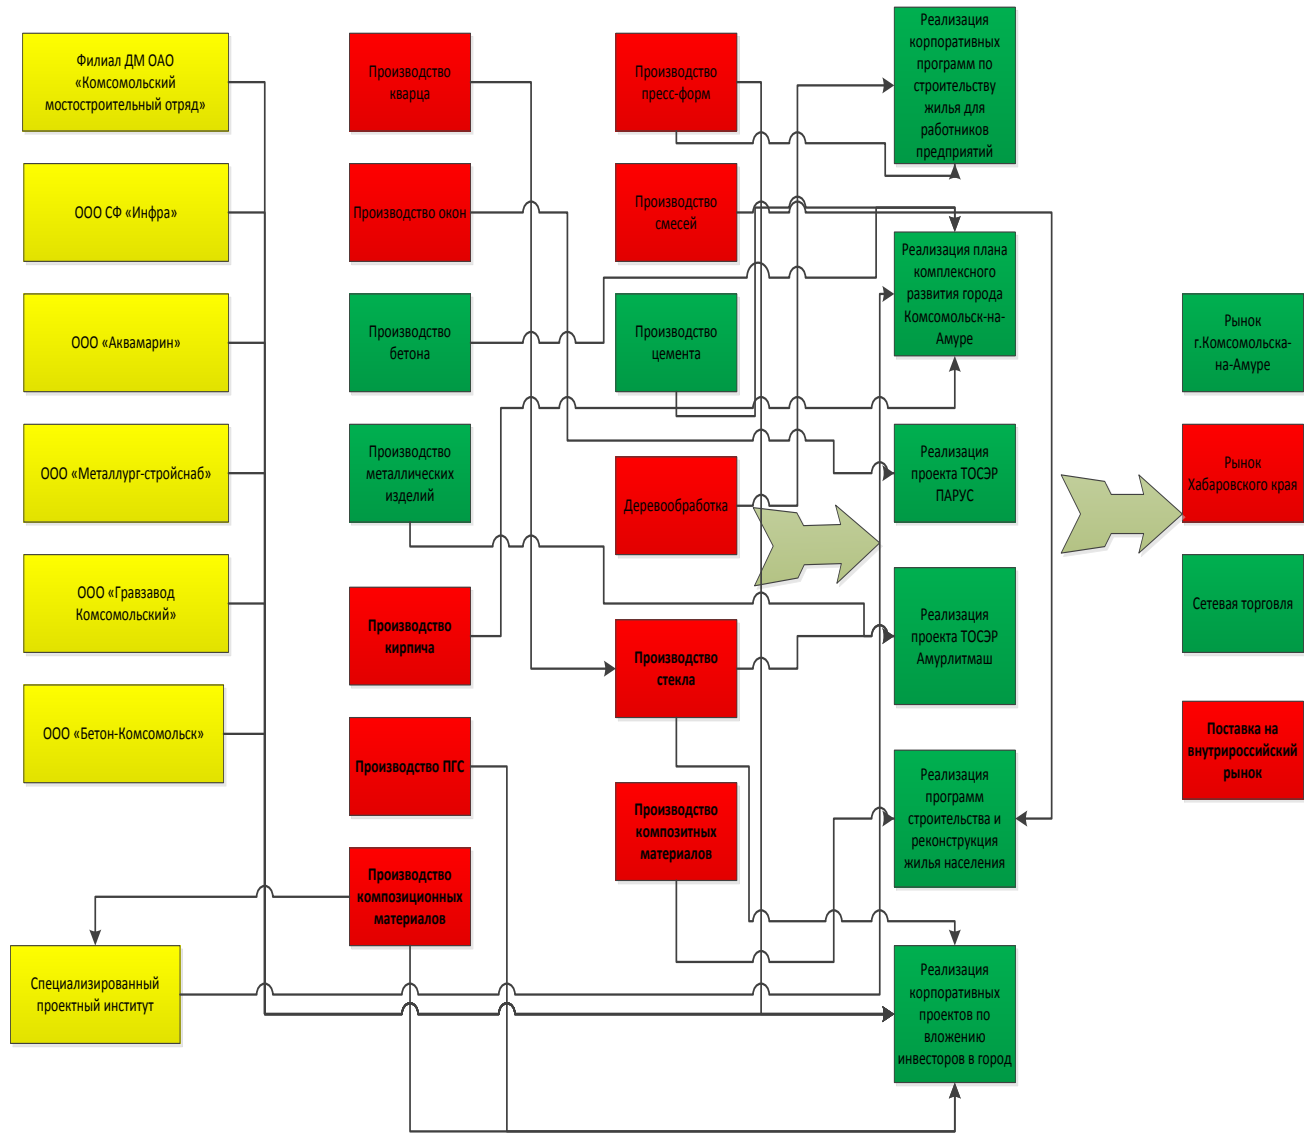 Филиал ДМ ОАО
«Комсомольский
мостостроительный отряд»
ООО СФ «Инфра»
ООО «Аквамарин»
ООО «Металлург-стройснаб»
ООО «Гравзавод
Комсомольский»
ООО «Бетон-Комсомольск»
Специализированный
проектный институт
Производство
кварца
Производство окон
Производство
бетона
Производство
металлических
изделий
Производство
кирпича
Производство ПГС
Производство
композиционных
материалов
Производство
пресс-форм
Производство
смесей
Производство
цемента
Деревообработка
Производство
стекла
Производство
композитных
материалов
Реализация
корпоративных
программ по
строительству
жилья для
работников
предприятий
Реализация плана
комплексного
развития города
Комсомольск-на-
Амуре
Реализация
проекта ТОСЭР
ПАРУС
Реализация
проекта ТОСЭР
Амурлитмаш
Реализация
программ
строительства и
реконструкция
жилья населения
Реализация
корпоративных
проектов по
вложению
инвесторов в город
Рынок
г.Комсомольска-
на-Амуре
Рынок
Хабаровского края
Сетевая торговля
Поставка на
внутрироссийский
рынок